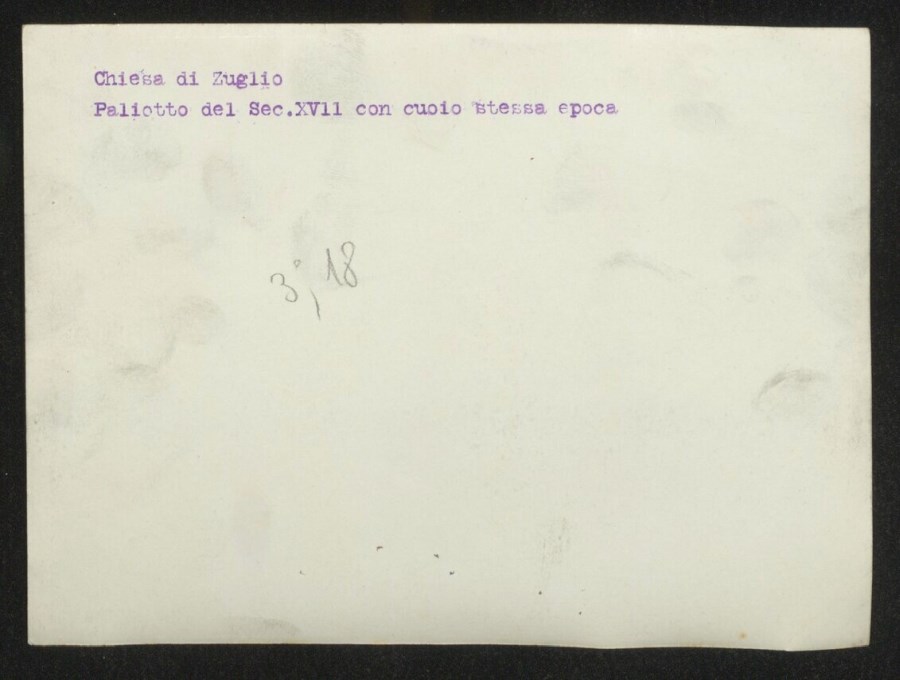 Chiesa di Zuglio
Paliotto del Sec.XVll con cuoio stessa epoca
3°, 18